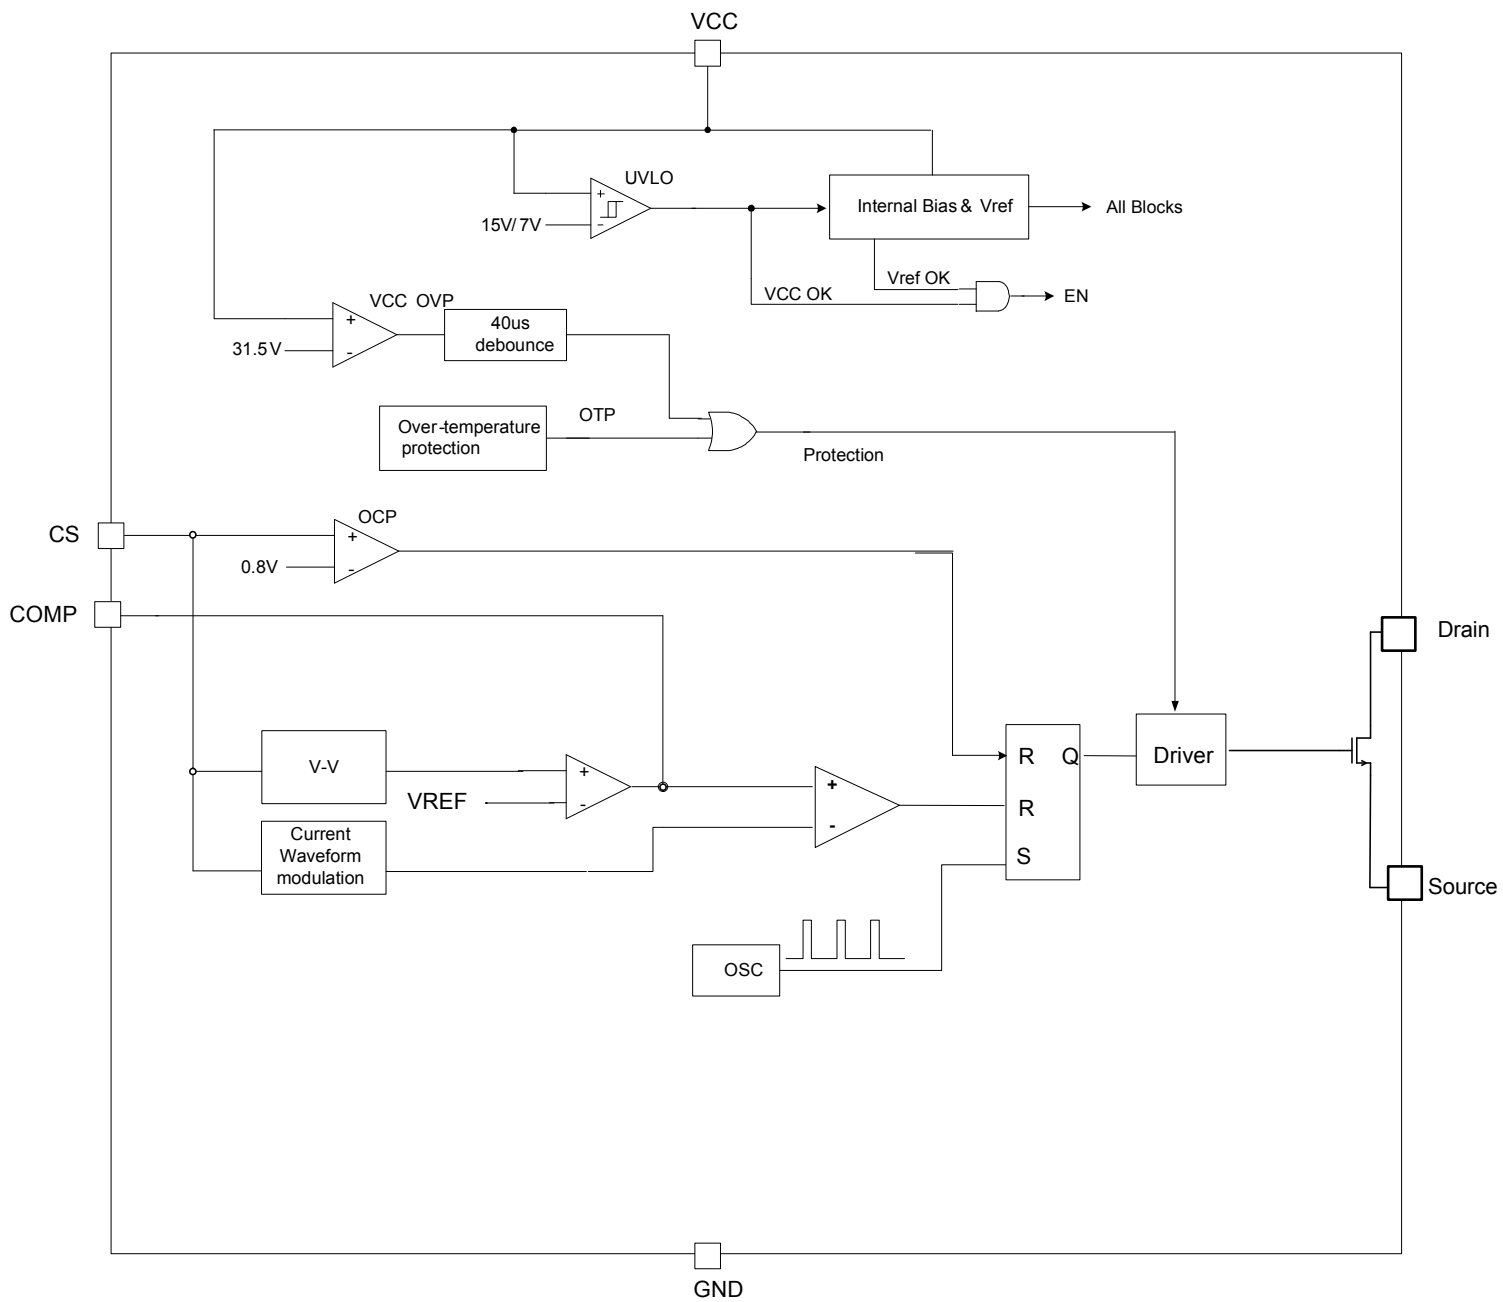 VCC
UVLO
+
15V/7V
-
Internal Bias & Vref
All Blocks
Vref OK
VCC OK
EN
VCC OVP
+
31.5V
-
40us
debounce
OTP
Over-temperature
protection
Protection
CS
OCP
+
0.8V
-
COMP
Drain
V-V
+
VREF
-
+
-
R
Q
R
S
Driver
Current
Waveform
modulation
Source
OSC
GND